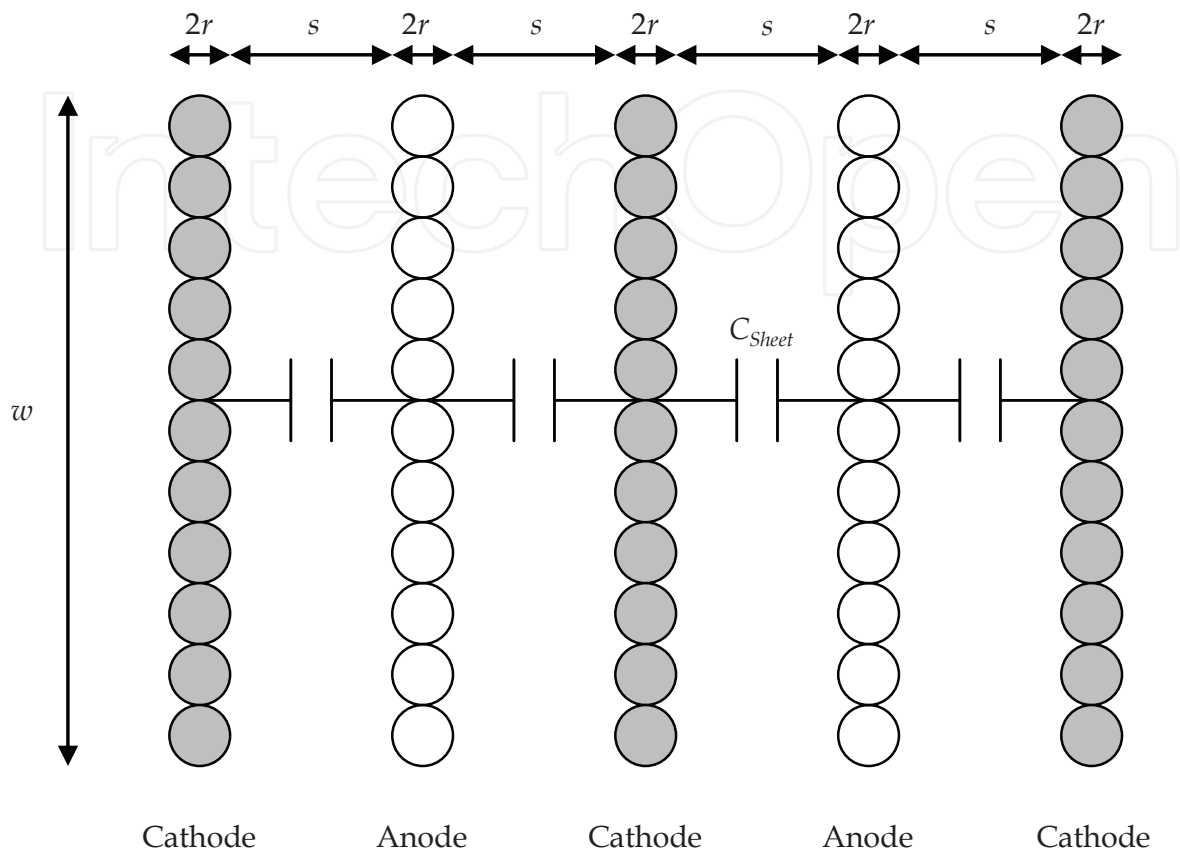 2r s 2r s 2r s 2r s 2r
IntechOpen
C_Sheet
w
Cathode Anode Cathode Anode Cathode